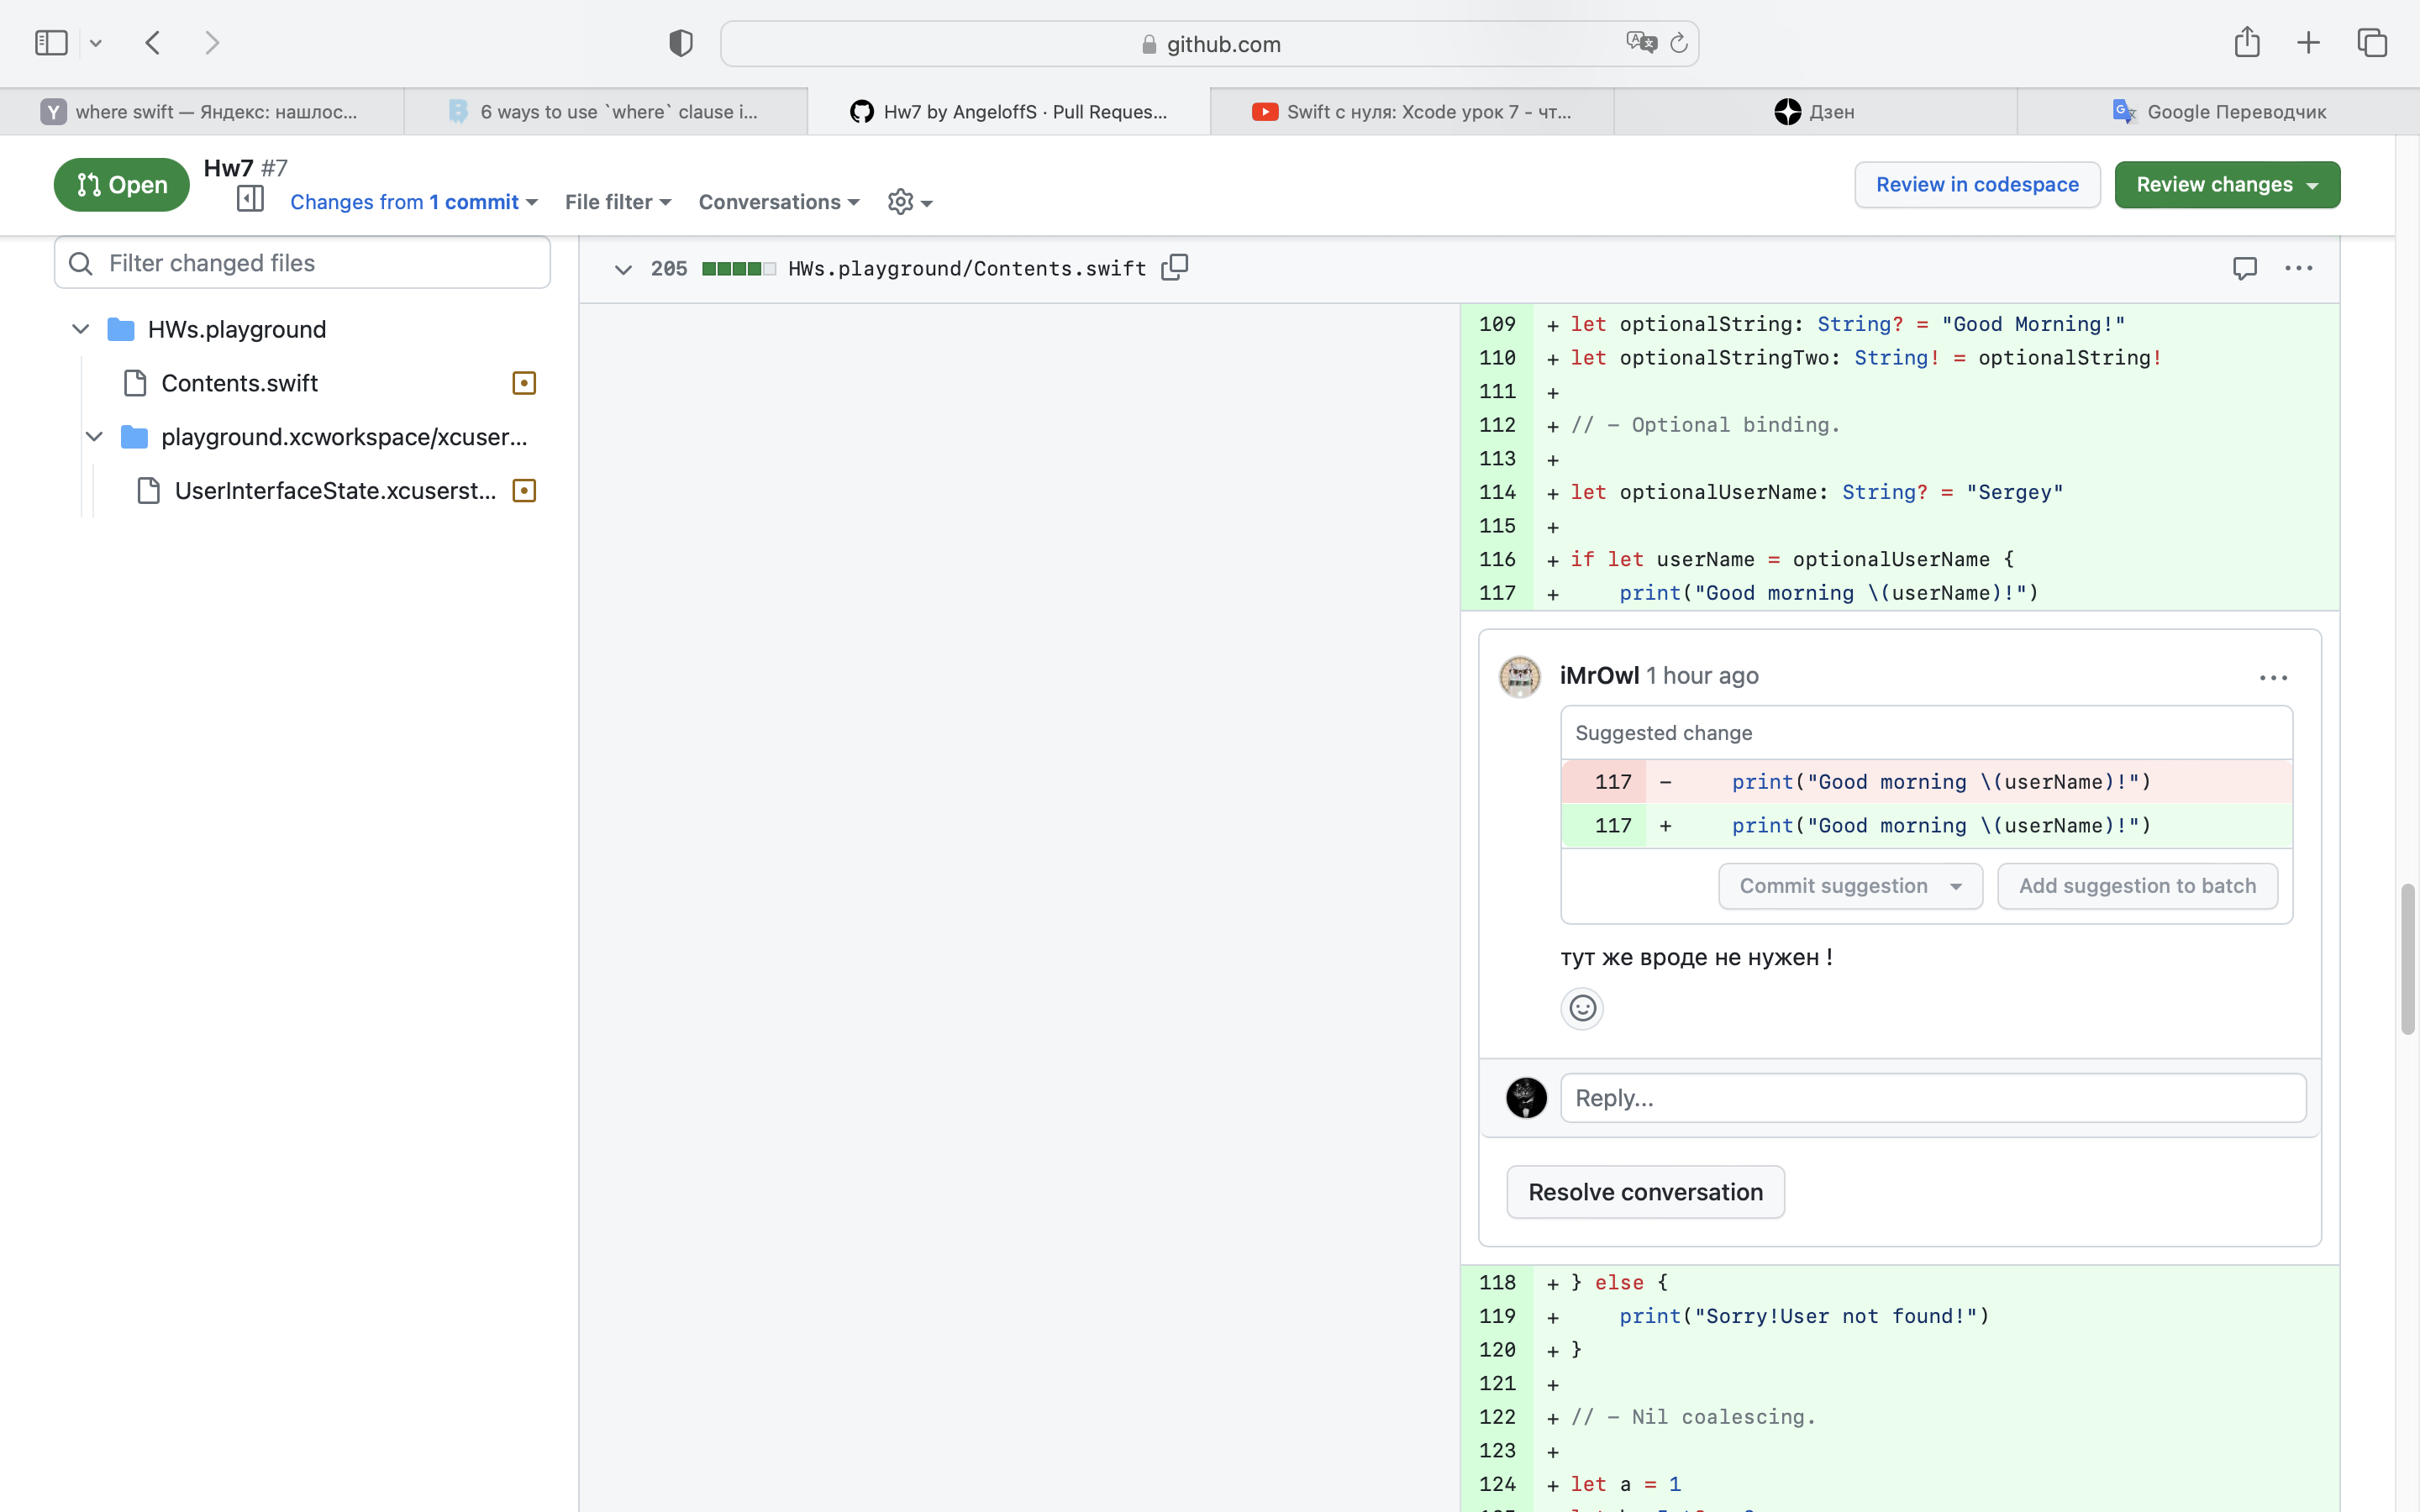 github.com
where swift — Яндекс: нашлос...
6 ways to use `where` clause i...
Hw7 by AngeloffS · Pull Reques...
Swift с нуля: Xcode урок 7 - чт...
Дзен
Google Переводчик
Open
Hw7 #7
Changes from 1 commit
File filter
Conversations
Review in codespace
Review changes
Filter changed files
HWs.playground
Contents.swift
playground.xcworkspace/xcuser...
UserInterfaceState.xcuserst...
205 HWs.playground/Contents.swift
109 + let optionalString: String? = "Good Morning!"
110 + let optionalStringTwo: String! = optionalString!
111 +
112 + // - Optional binding.
113 +
114 + let optionalUserName: String? = "Sergey"
115 +
116 + if let userName = optionalUserName {
117 + print("Good morning \(userName)!")
iMrOwl 1 hour ago
Suggested change
117 - print("Good morning \(userName)!")
117 + print("Good morning \(userName)!")
Commit suggestion
Add suggestion to batch
тут же вроде не нужен !
Reply...
Resolve conversation
118 + } else {
119 + print("Sorry!User not found!")
120 + }
121 +
122 + // - Nil coalescing.
123 +
124 + let a = 1